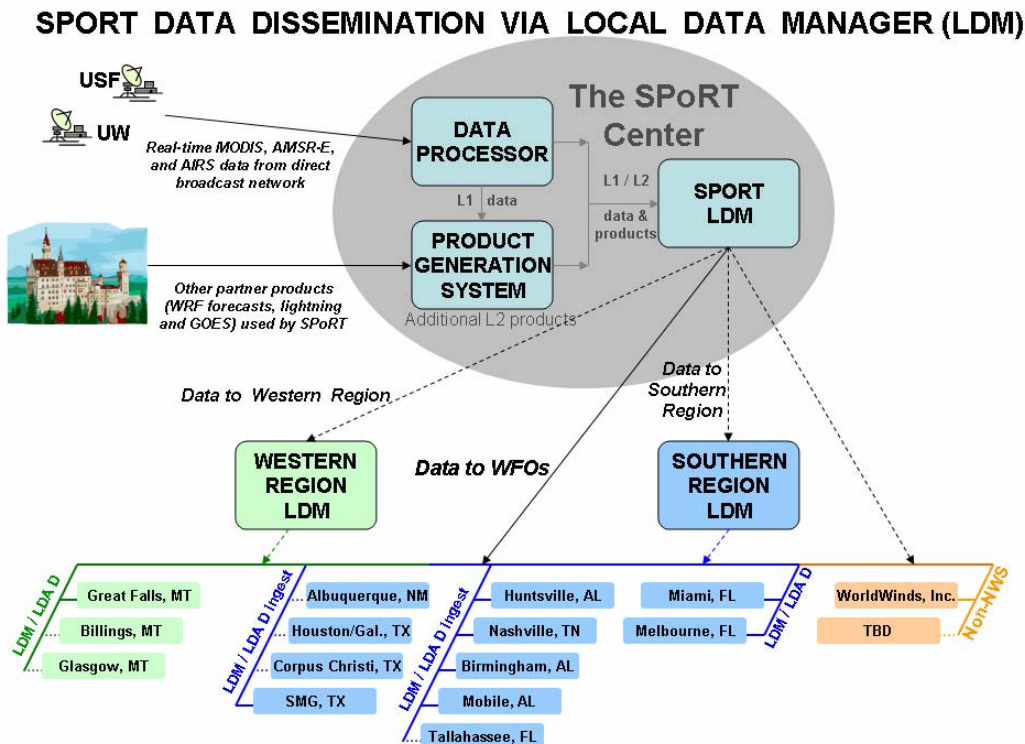 SPORT DATA DISSEMINATION VIA LOCAL DATA MANAGER (LDM)
USF
UW
Real-time MODIS, AMSR-E,
and AIRS data from direct
broadcast network
The SPoRT
Center
DATA
PROCESSOR
L1 data
L1 / L2
data &
products
SPORT
LDM
PRODUCT
GENERATION
SYSTEM
Additional L2 products
Other partner products
(WRF forecasts, lightning
and GOES) used by SPoRT
Data to Western Region
Data to
Southern
Region
Data to WFOs
WESTERN
REGION
LDM
SOUTHERN
REGION
LDM
LDM / LDA D
Great Falls, MT
Billings, MT
Glasgow, MT
LDM / LDA D Ingest
Albuquerque, NM
Houston/Gal., TX
Corpus Christi, TX
SMG, TX
LDM / LDA D Ingest
Huntsville, AL
Nashville, TN
Birmingham, AL
Mobile, AL
Tallahassee, FL
Miami, FL
Melbourne, FL
LDM / LDA D
WorldWinds, Inc.
TBD
Non-NWS